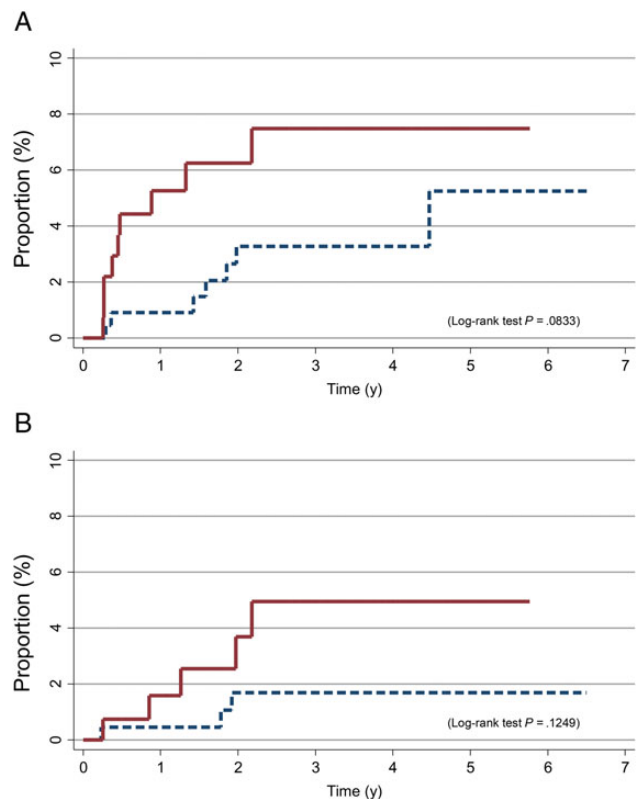 A
Proportion (%)
10
8
6
4
2
0
(Log-rank test P = .0833)
0 1 2 3 4 5 6 7
Time (y)
B
Proportion (%)
10
8
6
4
2
0
(Log-rank test P = .1249)
0 1 2 3 4 5 6 7
Time (y)